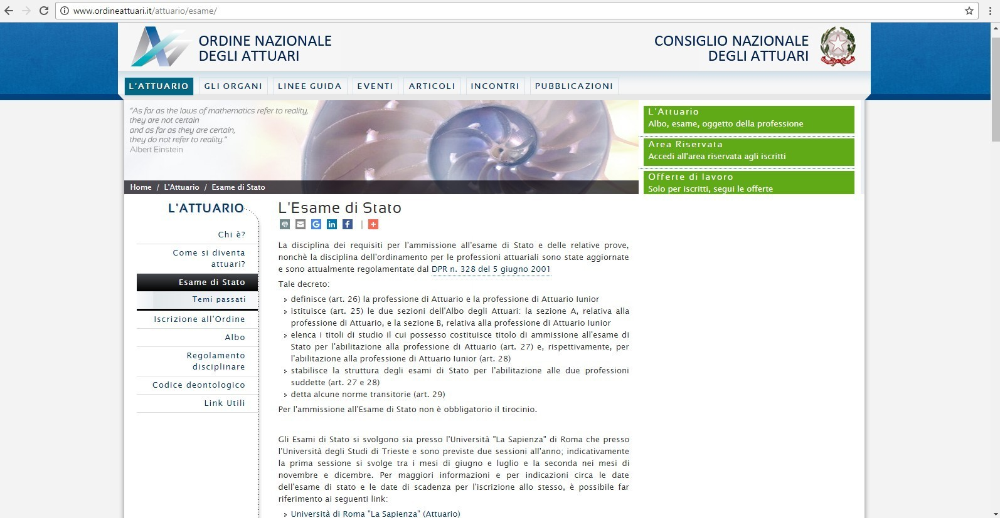 www.ordineattuari.it/attuario/esame/
ORDINE NAZIONALE
DEGLI ATTUARI
CONSIGLIO NAZIONALE
DEGLI ATTUARI
L'ATTUARIO
GLI ORGANI
LINEE GUIDA
EVENTI
ARTICOLI
INCONTRI
PUBBLICAZIONI
“As far as the laws of mathematics refer to reality,
they are not certain
and as far as they are certain,
they do not refer to reality.”
Albert Einstein
L'Attuario
Albo, esame, oggetto della professione
Area Riservata
Accedi all'area riservata agli iscritti
Offerte di lavoro
Solo per iscritti, segui le offerte
Home / L'Attuario / Esame di Stato
L'ATTUARIO
Chi è?
Come si diventa
attuari?
Esame di Stato
Temi passati
Iscrizione all'Ordine
Albo
Regolamento
disciplinare
Codice deontologico
Link Utili
L'Esame di Stato
La disciplina dei requisiti per l'ammissione all'esame di Stato e delle relative prove,
nonchè la disciplina dell'ordinamento per le professioni attuariali sono state aggiornate
e sono attualmente regolamentate dal DPR n. 328 del 5 giugno 2001
Tale decreto:
definisce (art. 26) la professione di Attuario e la professione di Attuario Iunior
istituisce (art. 25) le due sezioni dell'Albo degli Attuari: la sezione A, relativa alla
professione di Attuario, e la sezione B, relativa alla professione di Attuario Iunior
elenca i titoli di studio il cui possesso costituisce titolo di ammissione all'esame di
Stato per l'abilitazione alla professione di Attuario (art. 27) e, rispettivamente, per
l'abilitazione alla professione di Attuario Iunior (art. 28)
stabilisce la struttura degli esami di Stato per l'abilitazione alle due professioni
suddette (art. 27 e 28)
detta alcune norme transitorie (art. 29)
Per l'ammissione all'Esame di Stato non è obbligatorio il tirocinio.
Gli Esami di Stato si svolgono sia presso l'Università "La Sapienza" di Roma che presso
l'Università degli Studi di Trieste e sono previste due sessioni all'anno; indicativamente
la prima sessione si svolge tra i mesi di giugno e luglio e la seconda nei mesi di
novembre e dicembre. Per maggiori informazioni e per indicazioni circa le date
dell'esame di stato e le date di scadenza per l'iscrizione allo stesso, è possibile far
riferimento ai seguenti link:
Università di Roma "La Sapienza" (Attuario)